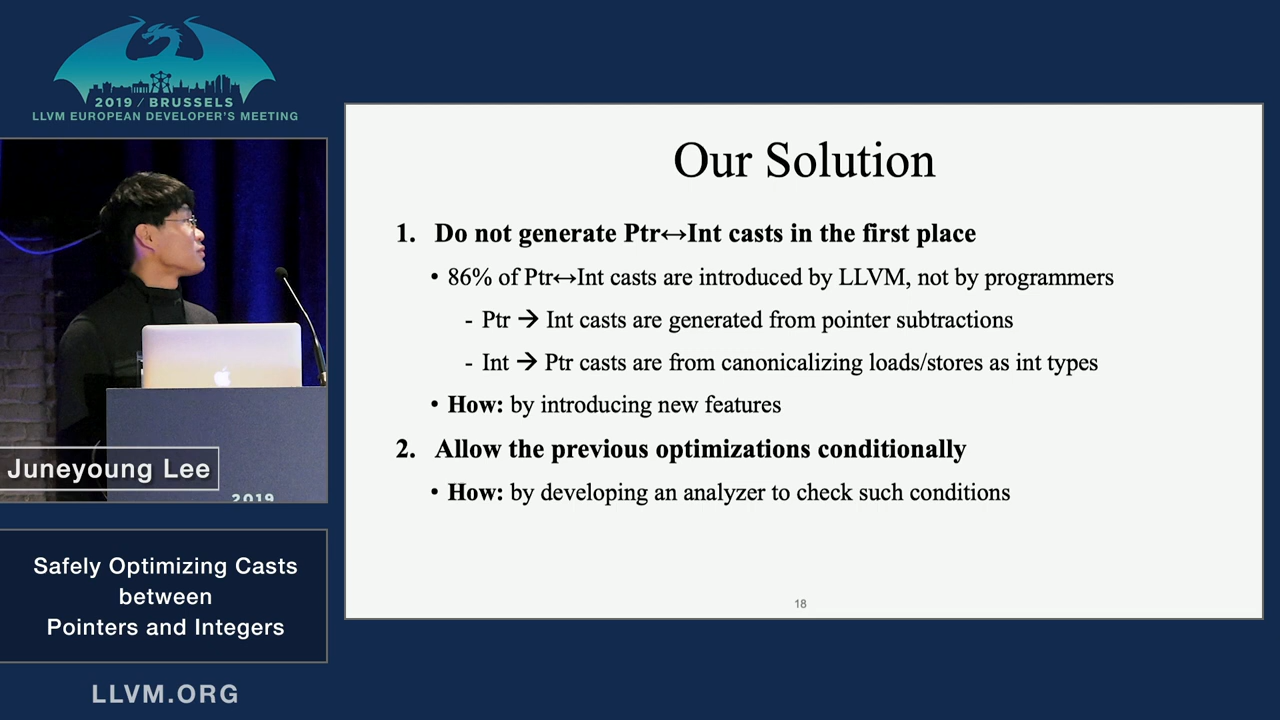 2019 / BRUSSELS
LLVM EUROPEAN DEVELOPER'S MEETING
Our Solution
1. Do not generate Ptr↔Int casts in the first place
• 86% of Ptr↔Int casts are introduced by LLVM, not by programmers
- Ptr → Int casts are generated from pointer subtractions
- Int → Ptr casts are from canonicalizing loads/stores as int types
• How: by introducing new features
2. Allow the previous optimizations conditionally
• How: by developing an analyzer to check such conditions
18
Juneyoung Lee
2019
Safely Optimizing Casts
between
Pointers and Integers
LLVM.ORG